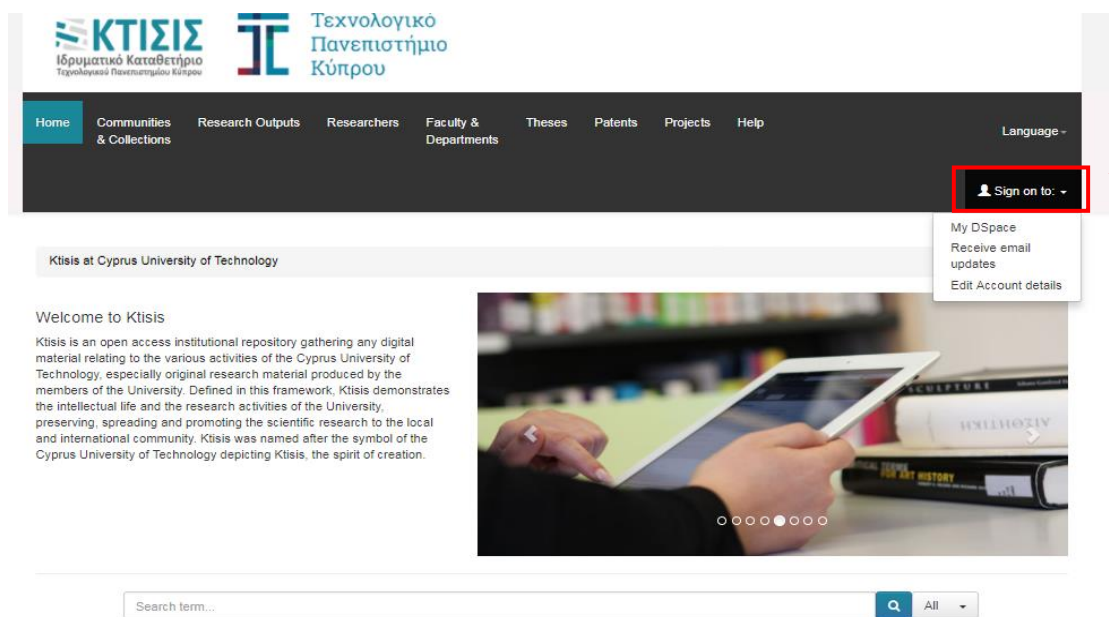 ΚΤΙΣΙΣ
Ιδρυματικό Καταθετήριο
Τεχνολογικού Πανεπιστημίου Κύπρου
Τεχνολογικό
Πανεπιστήμιο
Κύπρου
Home
Communities
& Collections
Research Outputs
Researchers
Faculty &
Departments
Theses
Patents
Projects
Help
Language
Sign on to:
My DSpace
Receive email
updates
Edit Account details
Ktisis at Cyprus University of Technology
Welcome to Ktisis
Ktisis is an open access institutional repository gathering any digital
material relating to the various activities of the Cyprus University of
Technology, especially original research material produced by the
members of the University. Defined in this framework, Ktisis demonstrates
the intellectual life and the research activities of the University,
preserving, spreading and promoting the scientific research to the local
and international community. Ktisis was named after the symbol of the
Cyprus University of Technology depicting Ktisis, the spirit of creation.
SCULPTURE
FOR ART HISTORY
Search term...
All